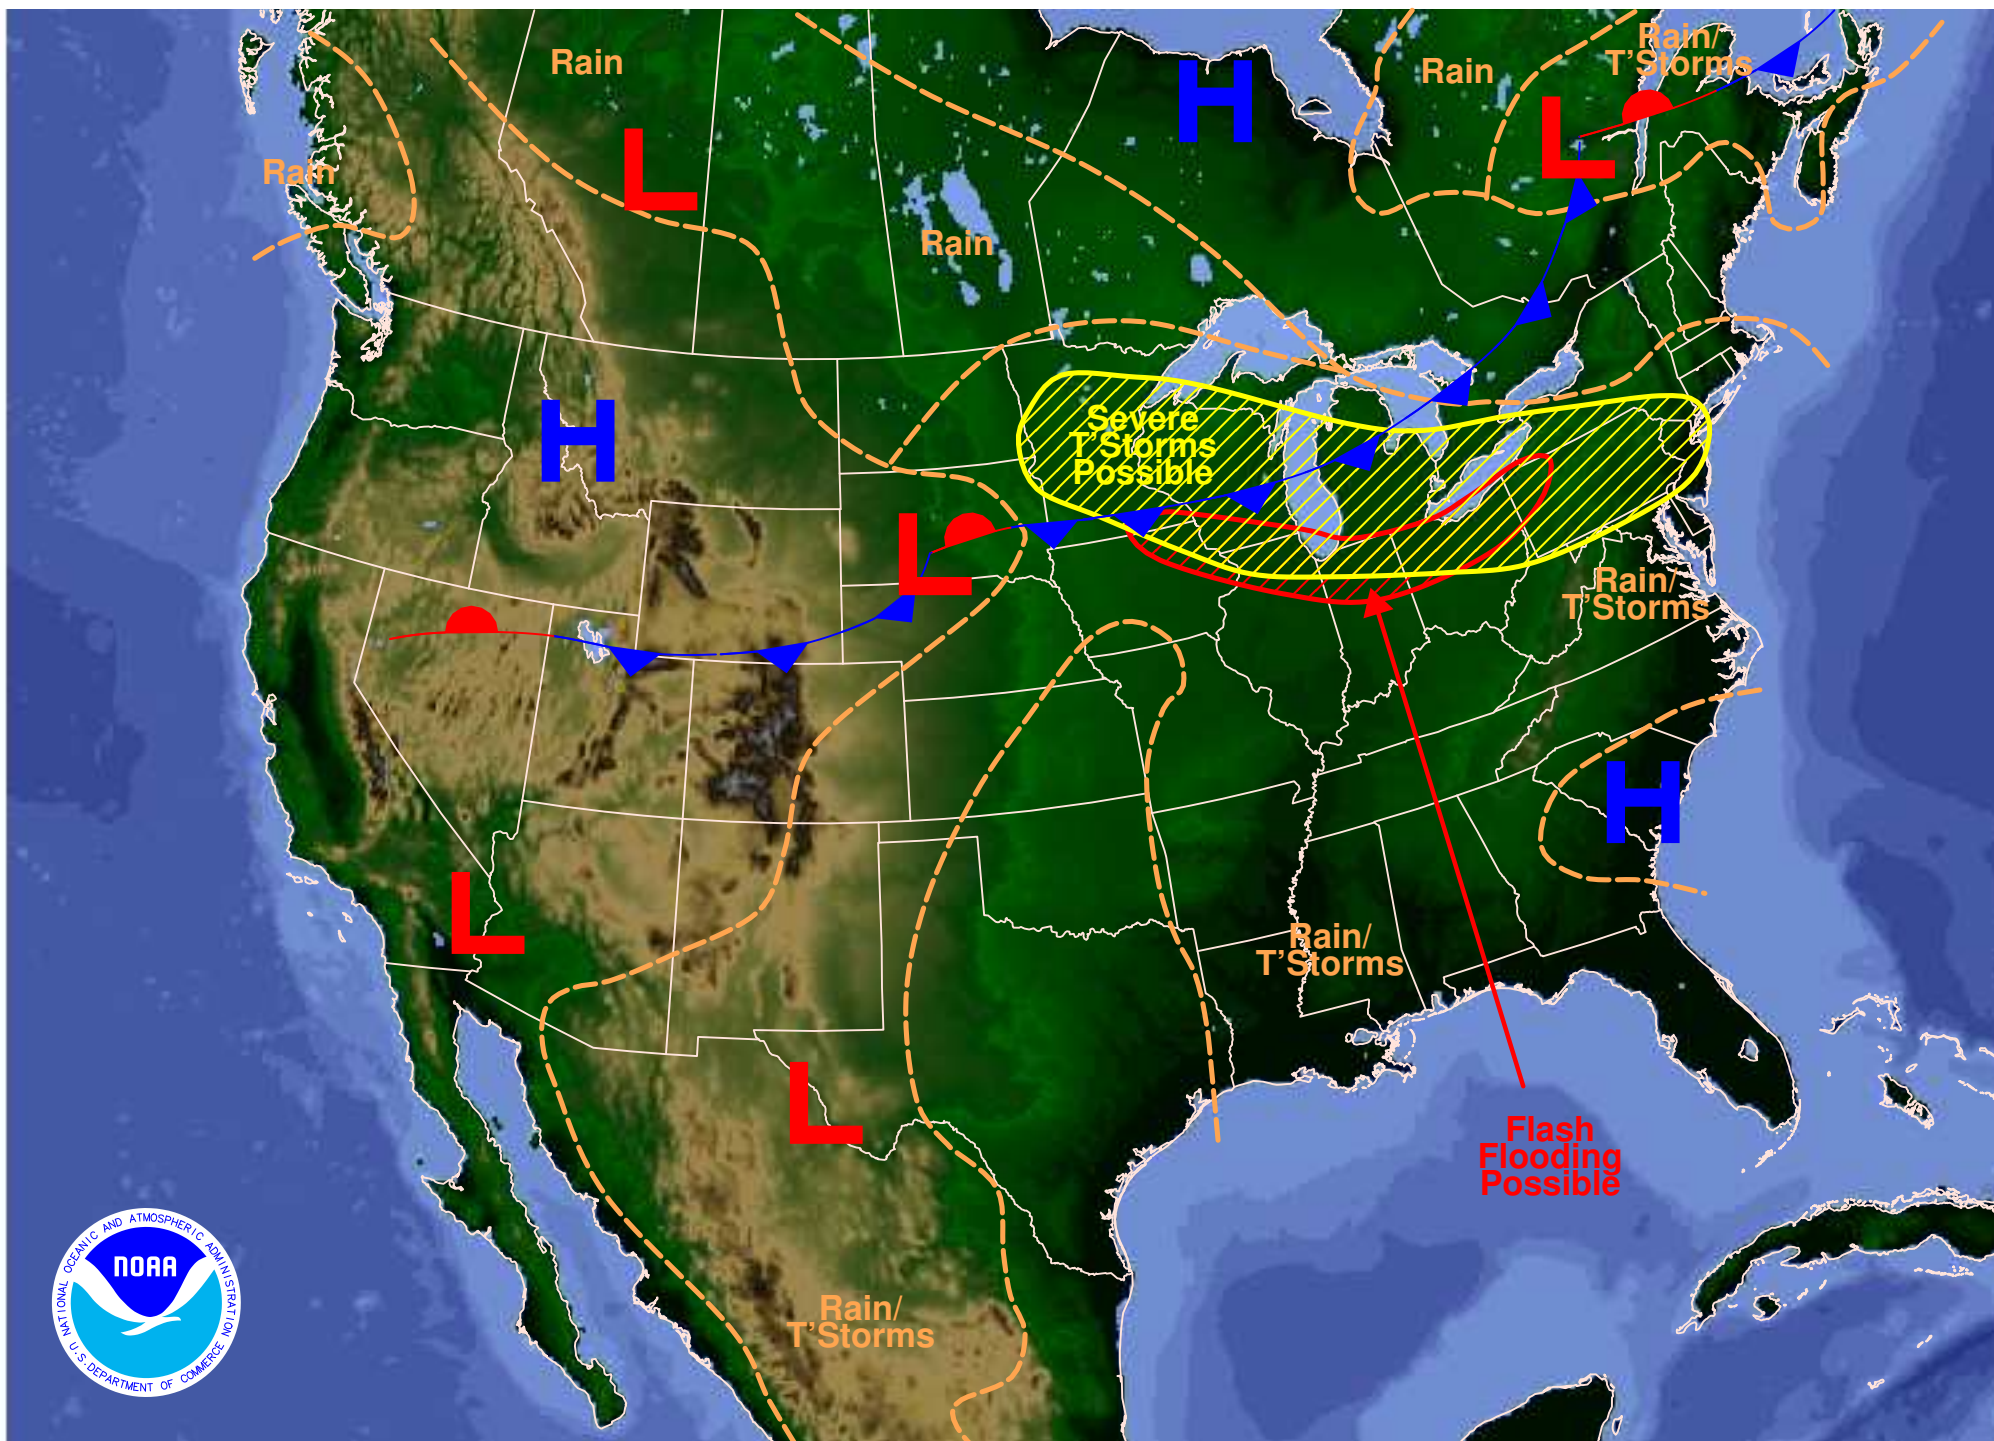 Rain
Rain
Rain/
T'Storms
H
L
L
Rain
Rain
H
Severe
T'Storms
Possible
L
Rain/
T'Storms
H
L
Rain/
T'Storms
L
Flash
Flooding
Possible
Rain/
T'Storms
NATIONAL OCEANIC AND ATMOSPHERIC ADMINISTRATION
NOAA
U.S. DEPARTMENT OF COMMERCE